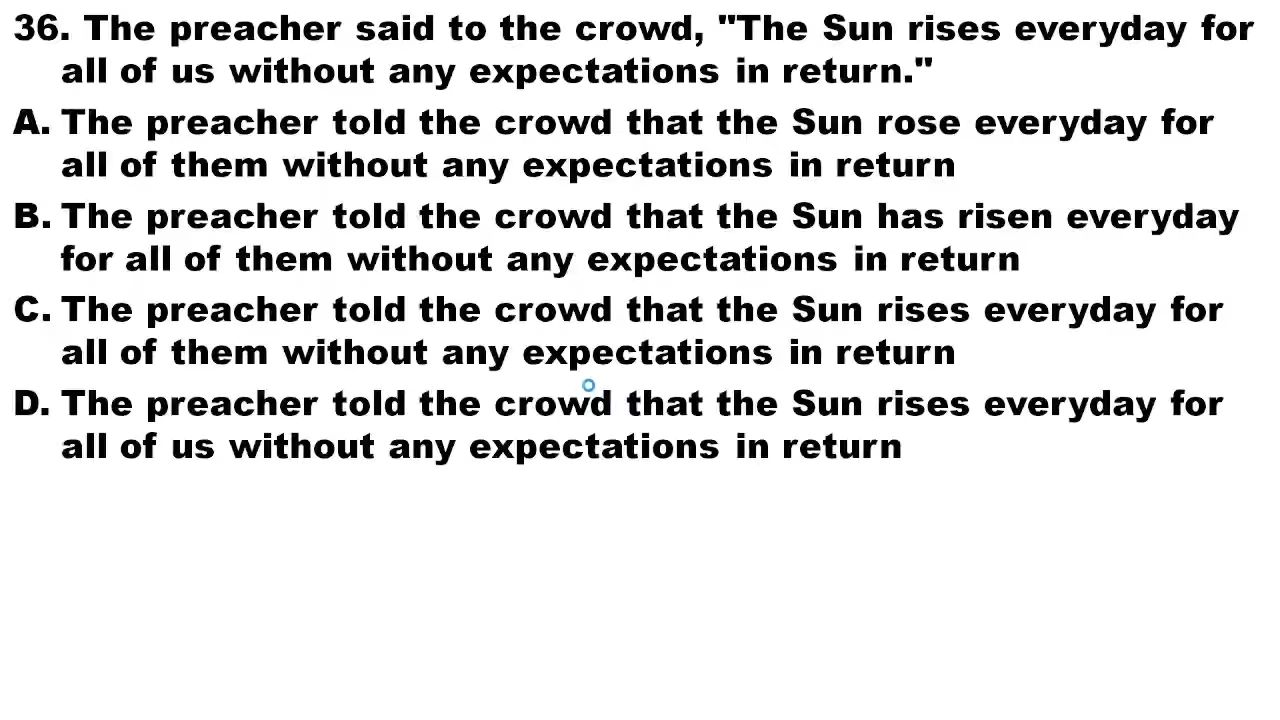 36. The preacher said to the crowd, "The Sun rises everyday for
all of us without any expectations in return."
A. The preacher told the crowd that the Sun rose everyday for
all of them without any expectations in return
B. The preacher told the crowd that the Sun has risen everyday
for all of them without any expectations in return
C. The preacher told the crowd that the Sun rises everyday for
all of them without any expectations in return
D. The preacher told the crowd that the Sun rises everyday for
all of us without any expectations in return